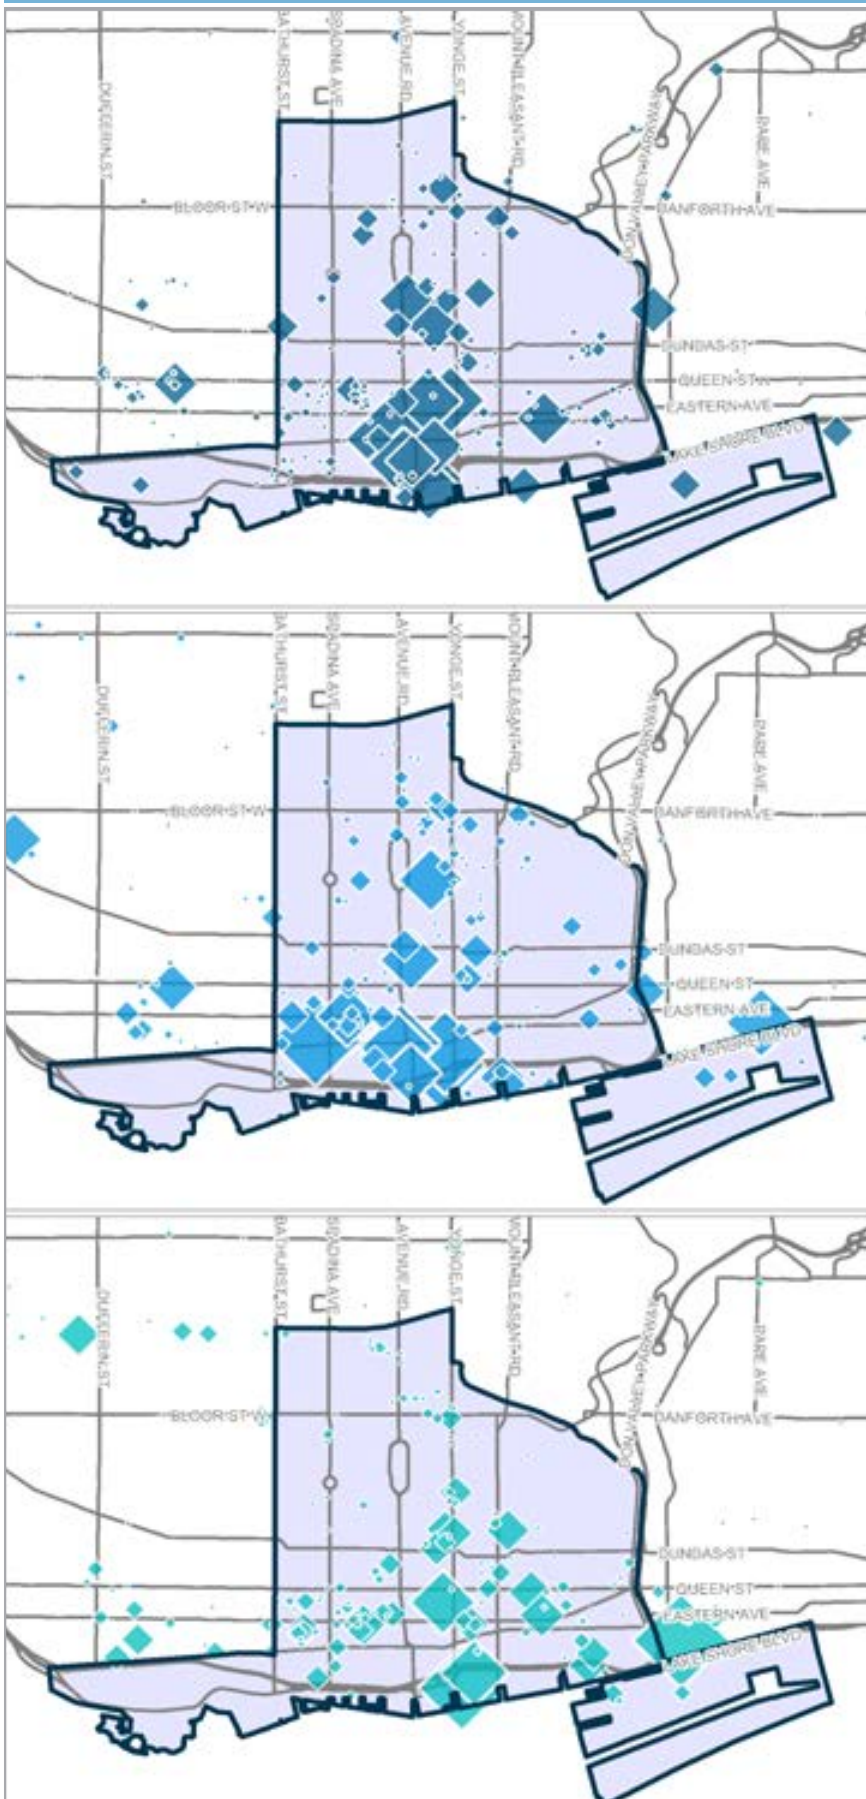 BATHURST ST.
SPADINA AVE
AVENUE RD.
YONGE ST.
MOUNT PLEASANT RD
DUFFERIN ST.
DON VALLEY PARKWAY
PAPE AVE
BLOOR ST W
DANFORTH AVE
DUNDAS ST
QUEEN ST
EASTERN AVE
LAKE SHORE BLVD
BATHURST ST.
SPADINA AVE
AVENUE RD.
YONGE ST.
MOUNT PLEASANT RD
DUFFERIN ST.
DON VALLEY PARKWAY
PAPE AVE
BLOOR ST W
DANFORTH AVE
DUNDAS ST
QUEEN ST
EASTERN AVE
LAKE SHORE BLVD
BATHURST ST.
SPADINA AVE
AVENUE RD.
YONGE ST.
MOUNT PLEASANT RD
DUFFERIN ST.
DON VALLEY PARKWAY
PAPE AVE
BLOOR ST W
DANFORTH AVE
DUNDAS ST
QUEEN ST
EASTERN AVE
LAKE SHORE BLVD